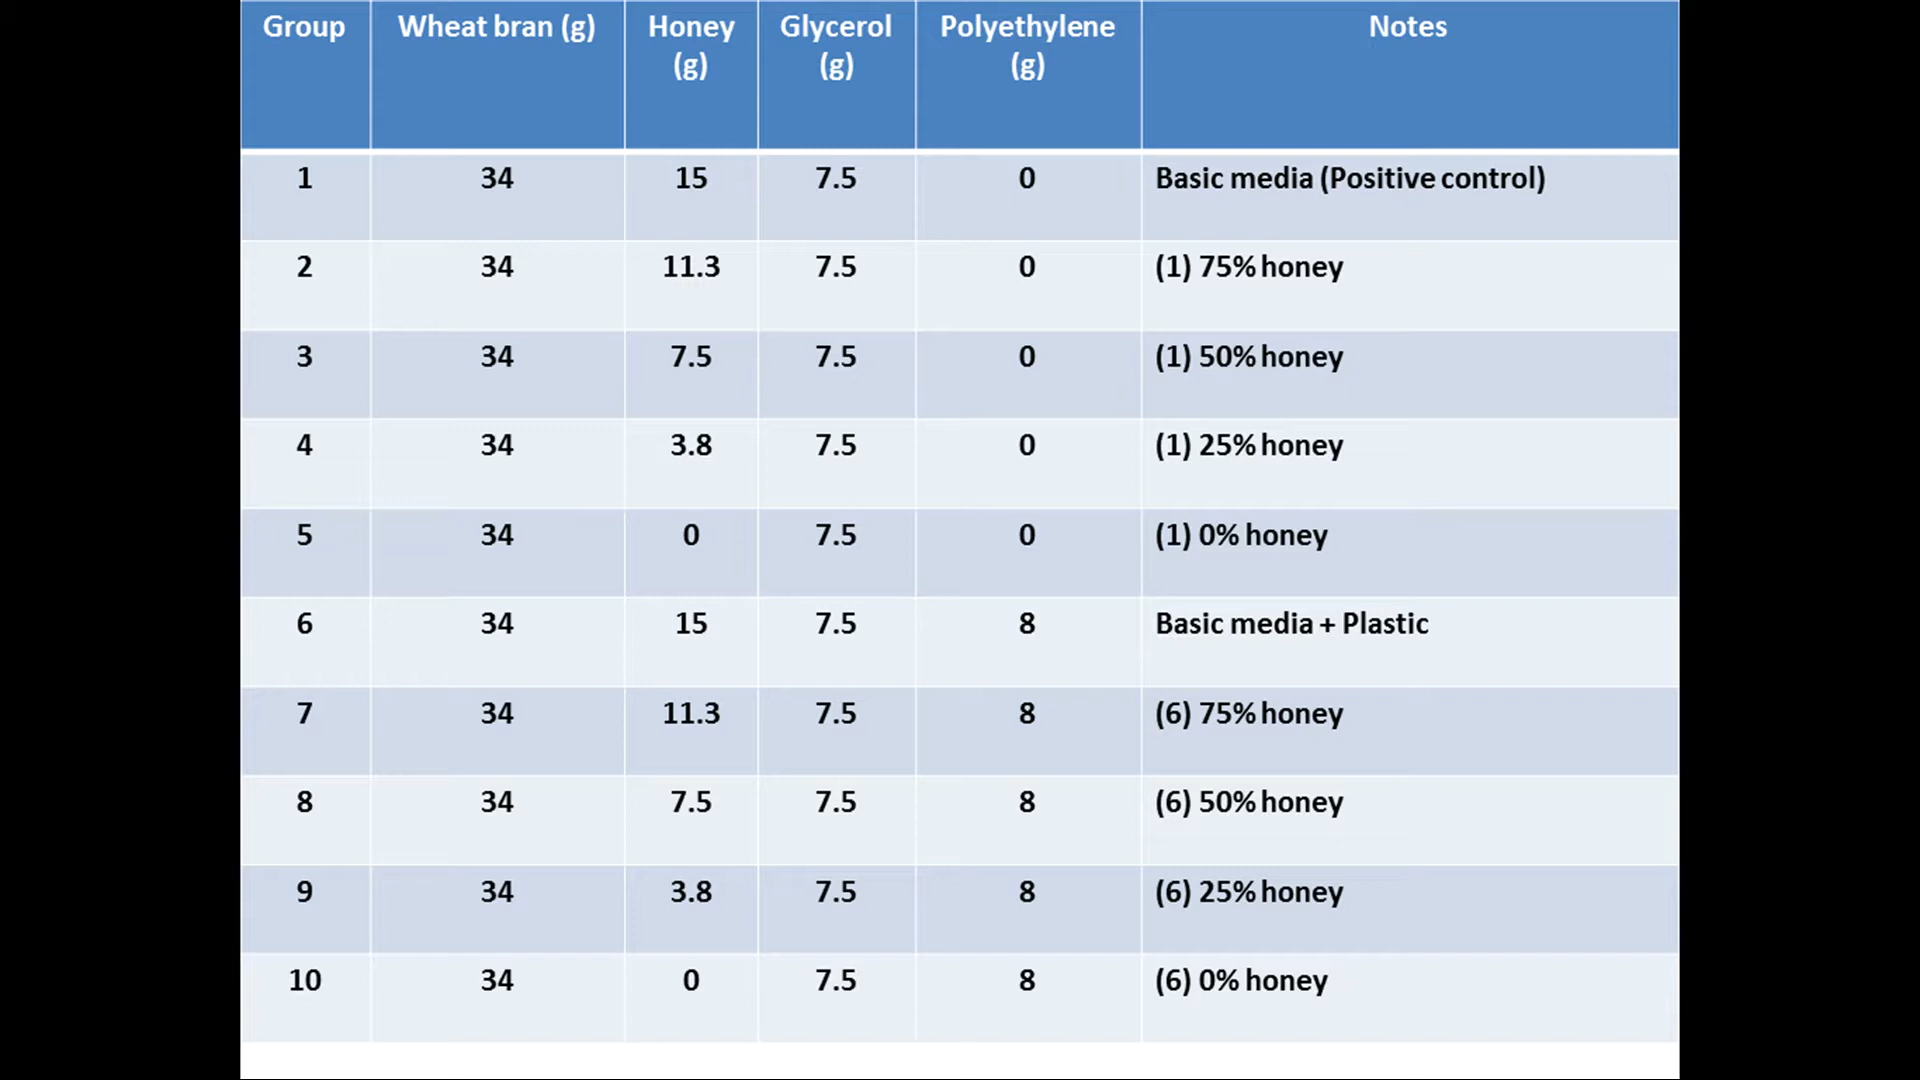 Group Wheat bran (g) Honey (g) Glycerol (g) Polyethylene (g) Notes
1 34 15 7.5 0 Basic media (Positive control)
2 34 11.3 7.5 0 (1) 75% honey
3 34 7.5 7.5 0 (1) 50% honey
4 34 3.8 7.5 0 (1) 25% honey
5 34 0 7.5 0 (1) 0% honey
6 34 15 7.5 8 Basic media + Plastic
7 34 11.3 7.5 8 (6) 75% honey
8 34 7.5 7.5 8 (6) 50% honey
9 34 3.8 7.5 8 (6) 25% honey
10 34 0 7.5 8 (6) 0% honey